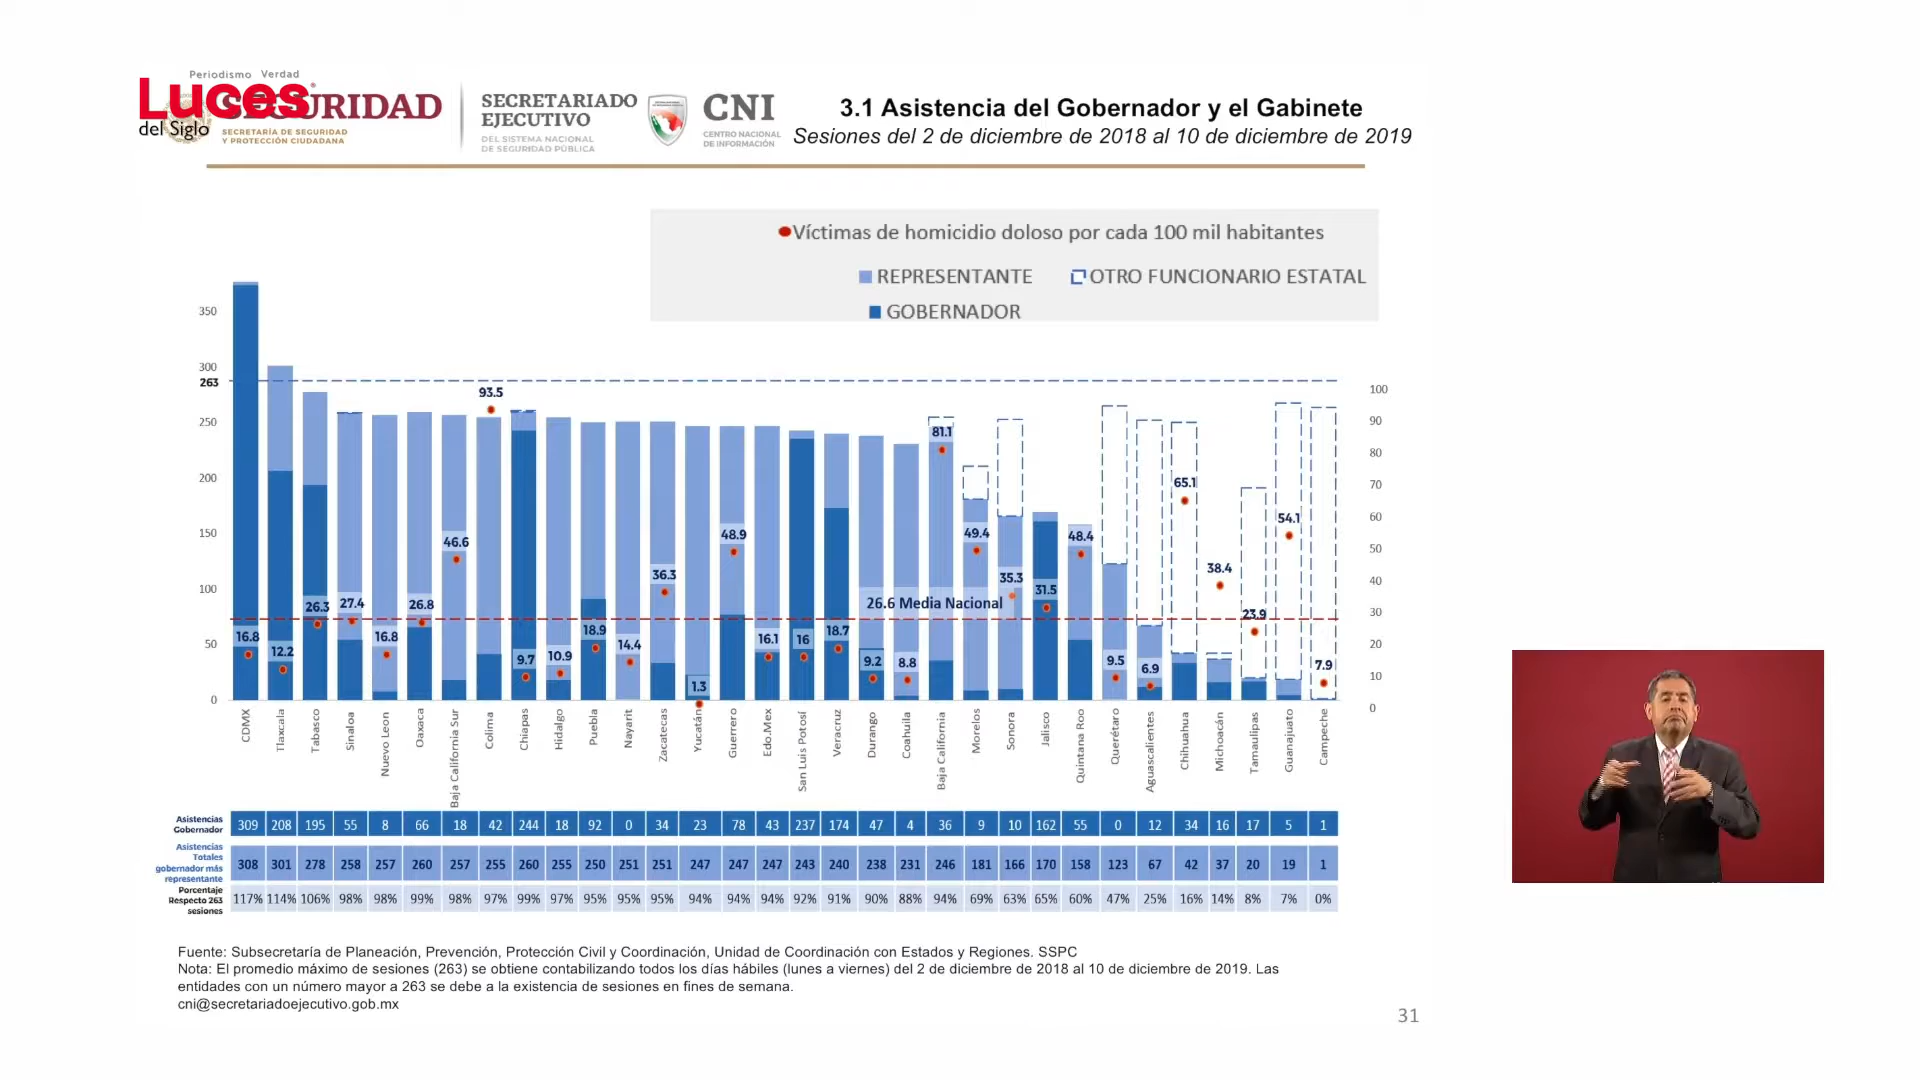 Periodismo Verdad
Luces
del Siglo
SEGURIDAD
SECRETARÍA DE SEGURIDAD
Y PROTECCIÓN CIUDADANA
SECRETARIADO
EJECUTIVO
DEL SISTEMA NACIONAL
DE SEGURIDAD PÚBLICA
CNI
CENTRO NACIONAL
DE INFORMACIÓN
3.1 Asistencia del Gobernador y el Gabinete
Sesiones del 2 de diciembre de 2018 al 10 de diciembre de 2019
Víctimas de homicidio doloso por cada 100 mil habitantes
REPRESENTANTE OTRO FUNCIONARIO ESTATAL
GOBERNADOR
350
300
263
250
200
150
100
50
0
100
90
80
70
60
50
40
30
20
10
0
16.8 12.2 26.3 27.4 16.8 26.8 46.6 93.5 9.7 10.9 18.9 14.4 36.3 1.3 48.9 16.1 16 18.7 9.2 8.8 81.1 49.4 35.3 31.5 48.4 9.5 6.9 65.1 38.4 23.9 54.1 7.9
26.6 Media Nacional
CDMX
Tlaxcala
Tabasco
Sinaloa
Nuevo Leon
Oaxaca
Baja California Sur
Colima
Chiapas
Hidalgo
Puebla
Nayarit
Zacatecas
Yucatán
Guerrero
Edo.Mex
San Luis Potosí
Veracruz
Durango
Coahuila
Baja California
Morelos
Sonora
Jalisco
Quintana Roo
Querétaro
Aguascalientes
Chihuahua
Michoacán
Tamaulipas
Guanajuato
Campeche
Asistencias
Gobernador
309 208 195 55 8 66 18 42 244 18 92 0 34 23 78 43 237 174 47 4 36 9 10 162 55 0 12 34 16 17 5 1
Asistencias
Totales
gobernador más
representante
308 301 278 258 257 260 257 255 260 255 250 251 251 247 247 247 243 240 238 231 246 181 166 170 158 123 67 42 37 20 19 1
Porcentaje
Respecto 263
sesiones
117% 114% 106% 98% 98% 99% 98% 97% 99% 97% 95% 95% 95% 94% 94% 94% 92% 91% 90% 88% 94% 69% 63% 65% 60% 47% 25% 16% 14% 8% 7% 0%
Fuente: Subsecretaría de Planeación, Prevención, Protección Civil y Coordinación, Unidad de Coordinación con Estados y Regiones. SSPC
Nota: El promedio máximo de sesiones (263) se obtiene contabilizando todos los días hábiles (lunes a viernes) del 2 de diciembre de 2018 al 10 de diciembre de 2019. Las
entidades con un número mayor a 263 se debe a la existencia de sesiones en fines de semana.
cni@secretariadoejecutivo.gob.mx
31